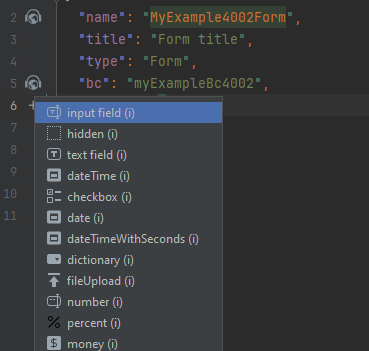 2 "name": "MyExample4002Form",
3 "title": "Form title",
4 "type": "Form",
5 "bc": "myExampleBc4002",
6
input field (i)
7
hidden (i)
8
text field (i)
9
dateTime (i)
10
checkbox (i)
11
date (i)
dateTimeWithSeconds (i)
dictionary (i)
fileUpload (i)
number (i)
percent (i)
money (i)